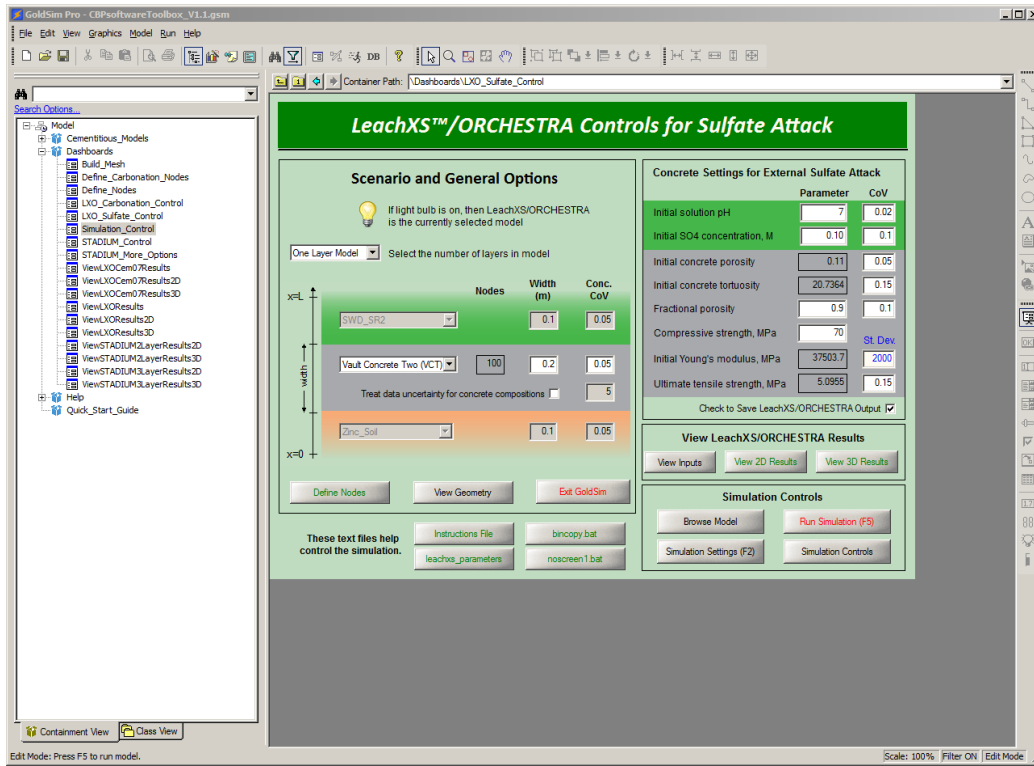 GoldSim Pro - CBPsoftwareToolbox_V1.1.gsm
File Edit View Graphics Model Run Help
DB
Container Path: \Dashboards\LXO_Sulfate_Control
Search Options...
Model
Cementitious_Models
Dashboards
Build_Mesh
Define_Carbonation_Nodes
Define_Nodes
LXO_Carbonation_Control
LXO_Sulfate_Control
Simulation_Control
STADIUM_Control
STADIUM_More_Options
ViewLXOCem07Results
ViewLXOCem07Results2D
ViewLXOCem07Results3D
ViewLXOResults
ViewLXOResults2D
ViewLXOResults3D
ViewSTADIUM2LayerResults2D
ViewSTADIUM2LayerResults3D
ViewSTADIUM3LayerResults2D
ViewSTADIUM3LayerResults3D
Help
Quick_Start_Guide
Containment View Class View
LeachXS™/ORCHESTRA Controls for Sulfate Attack
Scenario and General Options
If light bulb is on, then LeachXS/ORCHESTRA
is the currently selected model
One Layer Model Select the number of layers in model
Nodes Width (m) Conc. CoV
x=L
SWD_SR2 0.1 0.05
width
Vault Concrete Two (VCT) 100 0.2 0.05
Treat data uncertainty for concrete compositions 5
Zinc_Soil 0.1 0.05
x=0
Define Nodes View Geometry Exit GoldSim
These text files help
control the simulation.
Instructions File bincopy.bat
leachxs_parameters noscreen1.bat
Concrete Settings for External Sulfate Attack
Parameter CoV
Initial solution pH 7 0.02
Initial SO4 concentration, M 0.10 0.1
Initial concrete porosity 0.11 0.05
Initial concrete tortuosity 20.7364 0.15
Fractional porosity 0.9 0.1
Compressive strength, MPa 70
St. Dev.
Initial Young's modulus, MPa 37503.7 2000
Ultimate tensile strength, MPa 5.0955 0.15
Check to Save LeachXS/ORCHESTRA Output
View LeachXS/ORCHESTRA Results
View Inputs View 2D Results View 3D Results
Simulation Controls
Browse Model Run Simulation (F5)
Simulation Settings (F2) Simulation Controls
Edit Mode: Press F5 to run model.
Scale: 100% Filter ON Edit Mode